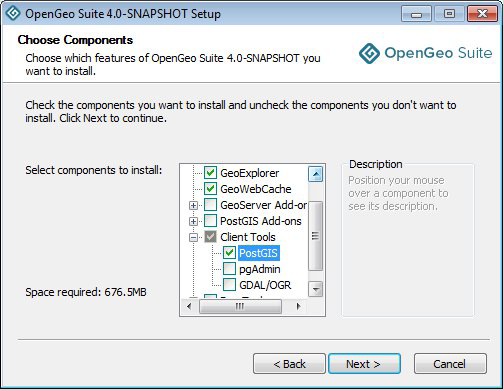 OpenGeo Suite 4.0-SNAPSHOT Setup
Choose Components
Choose which features of OpenGeo Suite 4.0-SNAPSHOT you
want to install.
OpenGeo Suite
Check the components you want to install and uncheck the components you don't want to
install. Click Next to continue.
Select components to install:
GeoExplorer
GeoWebCache
GeoServer Add-or
PostGIS Add-ons
Client Tools
PostGIS
pgAdmin
GDAL/OGR
Description
Position your mouse
over a component to
see its description.
Space required: 676.5MB
< Back
Next >
Cancel